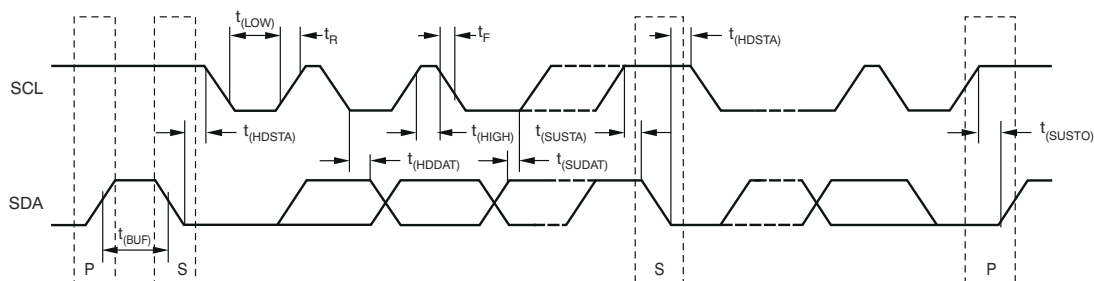 t(LOW) tR tF t(HDSTA)
SCL
t(HDSTA) t(HIGH) t(SUSTA) t(SUSTO)
t(HDDAT) t(SUDAT)
SDA
t(BUF)
P S S P